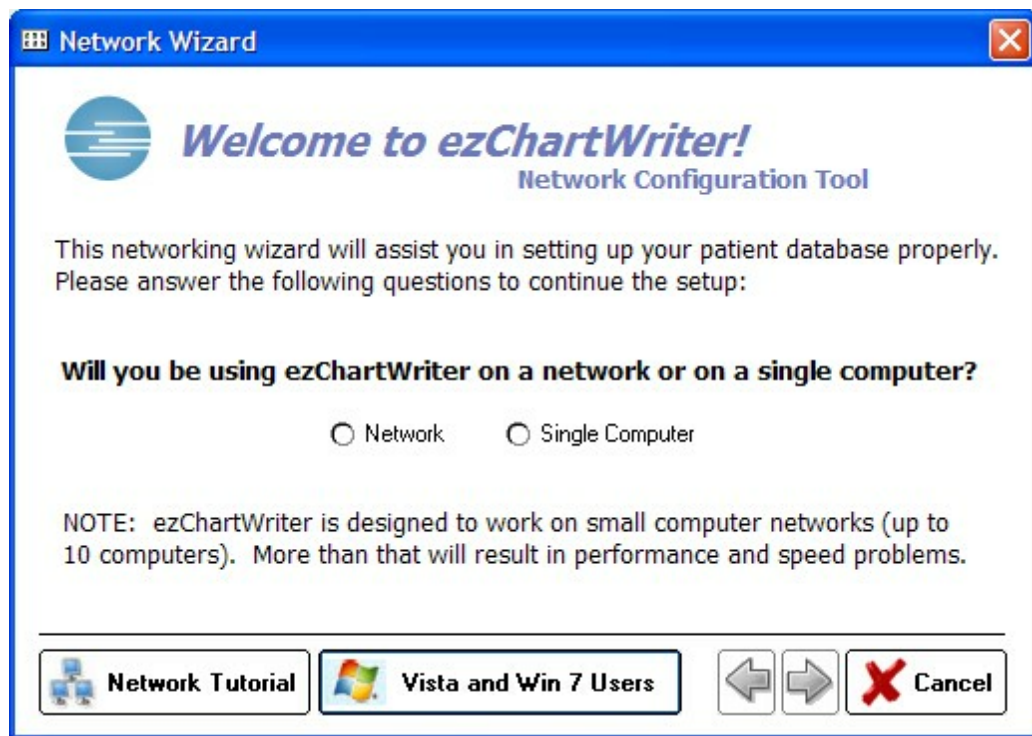 Network Wizard
Welcome to ezChartWriter!
Network Configuration Tool
This networking wizard will assist you in setting up your patient database properly.
Please answer the following questions to continue the setup:
Will you be using ezChartWriter on a network or on a single computer?
Network Single Computer
NOTE: ezChartWriter is designed to work on small computer networks (up to
10 computers). More than that will result in performance and speed problems.
Network Tutorial Vista and Win 7 Users Cancel